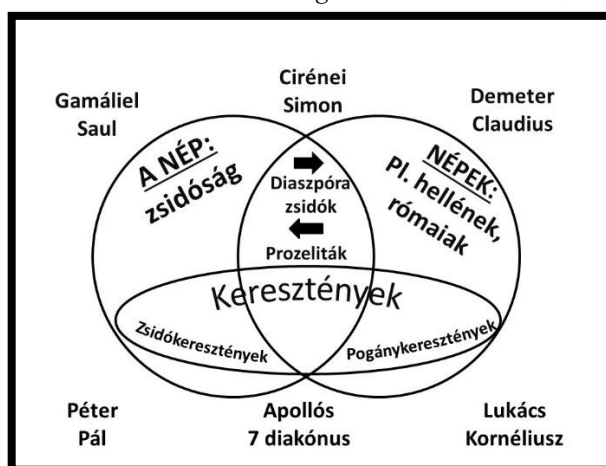 Cirénei
Simon
Gamáliel
Saul
Demeter
Claudius
A NÉP:
zsidóság
Diaszpóra
zsidók
Prozeliták
NÉPEK:
Pl. hellének,
rómaiak
Keresztények
Zsidókeresztények
Pogánykeresztények
Péter
Pál
Apollós
7 diakónus
Lukács
Kornéliusz